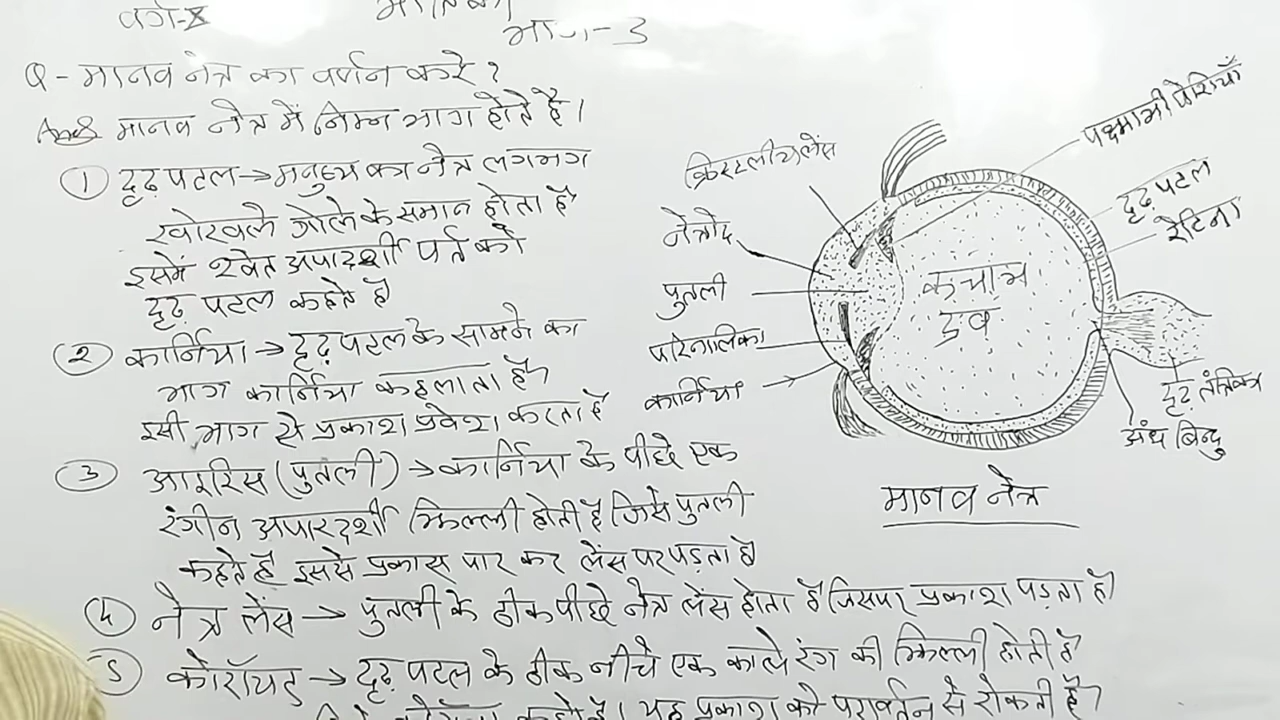 वर्ग-X
भाग-3
Q- मानव नेत्र का वर्णन करे?
Ans मानव नेत्र में निम्न भाग होते है।
① दृढ़ पटल → मनुष्य का नेत्र लगभग
खोखले गोले के समान होता है
इसमें श्वेत अपारदर्शी पर्त को
दृढ़ पटल कहते है
② कार्निया → दृढ़ पटल के सामने का
भाग कार्निया कहलाता है
इसी भाग से प्रकाश प्रवेश करता है
③ आइरिस (पुतली) → कार्निया के पीछे एक
रंगीन अपारदर्शी झिल्ली होती है जिसे पुतली
कहते है इससे प्रकास पार कर लेंस पर पड़ता है
④ नेत्र लेंस → पुतली के ठीक पीछे नेत्र लेंस होता है जिसपर प्रकाश पड़ता है
⑤ कोरॉयड → दृढ़ पटल के ठीक नीचे एक काले रंग की झिल्ली होती है
यह प्रकाश को परावर्तन से रोकती है
क्रिस्टलीय लेंस
नेत्रोद
पुतली
परिनालिका
कार्निया
कचाभ
द्रव
पक्ष्माभी पेशियाँ
दृढ़ पटल
रेटिना
दृढ़ तंत्रिका
अंध बिन्दु
मानव नेत्र